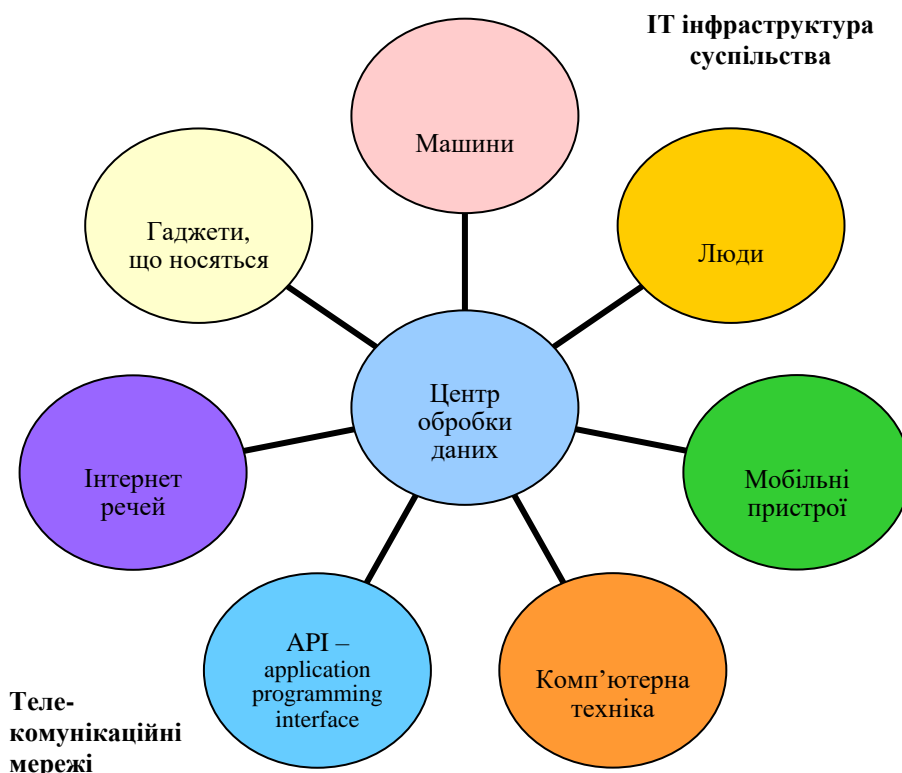 ІТ інфраструктура
суспільства
Машини
Гаджети,
що носяться
Люди
Центр
обробки
даних
Інтернет
речей
Мобільні
пристрої
API –
application
programming
interface
Комп’ютерна
техніка
Теле-
комунікаційні
мережі